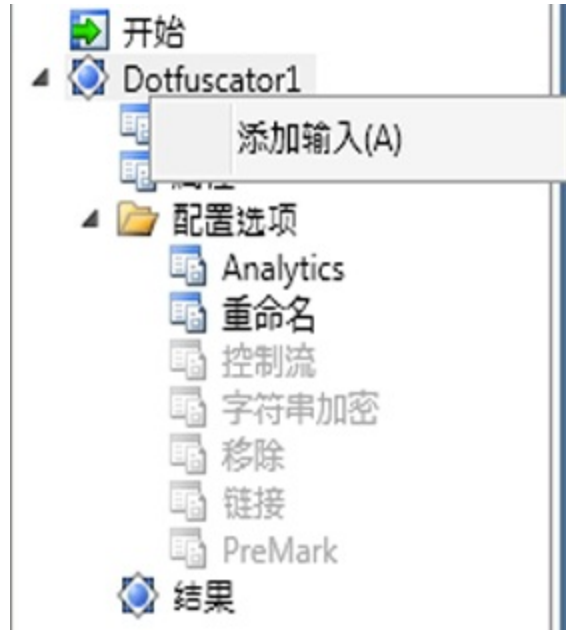 开始
Dotfuscator1
添加输入(A)
配置选项
Analytics
重命名
控制流
字符串加密
移除
链接
PreMark
结果